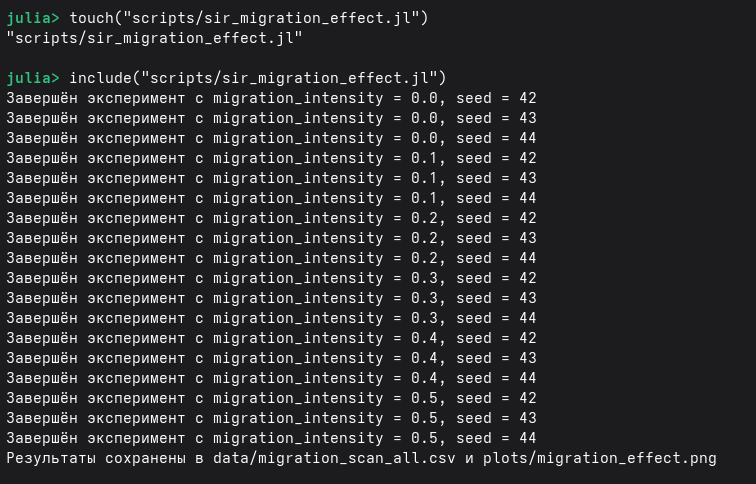 julia> touch("scripts/sir_migration_effect.jl")
"scripts/sir_migration_effect.jl"
julia> include("scripts/sir_migration_effect.jl")
Завершён эксперимент с migration_intensity = 0.0, seed = 42
Завершён эксперимент с migration_intensity = 0.0, seed = 43
Завершён эксперимент с migration_intensity = 0.0, seed = 44
Завершён эксперимент с migration_intensity = 0.1, seed = 42
Завершён эксперимент с migration_intensity = 0.1, seed = 43
Завершён эксперимент с migration_intensity = 0.1, seed = 44
Завершён эксперимент с migration_intensity = 0.2, seed = 42
Завершён эксперимент с migration_intensity = 0.2, seed = 43
Завершён эксперимент с migration_intensity = 0.2, seed = 44
Завершён эксперимент с migration_intensity = 0.3, seed = 42
Завершён эксперимент с migration_intensity = 0.3, seed = 43
Завершён эксперимент с migration_intensity = 0.3, seed = 44
Завершён эксперимент с migration_intensity = 0.4, seed = 42
Завершён эксперимент с migration_intensity = 0.4, seed = 43
Завершён эксперимент с migration_intensity = 0.4, seed = 44
Завершён эксперимент с migration_intensity = 0.5, seed = 42
Завершён эксперимент с migration_intensity = 0.5, seed = 43
Завершён эксперимент с migration_intensity = 0.5, seed = 44
Результаты сохранены в data/migration_scan_all.csv и plots/migration_effect.png